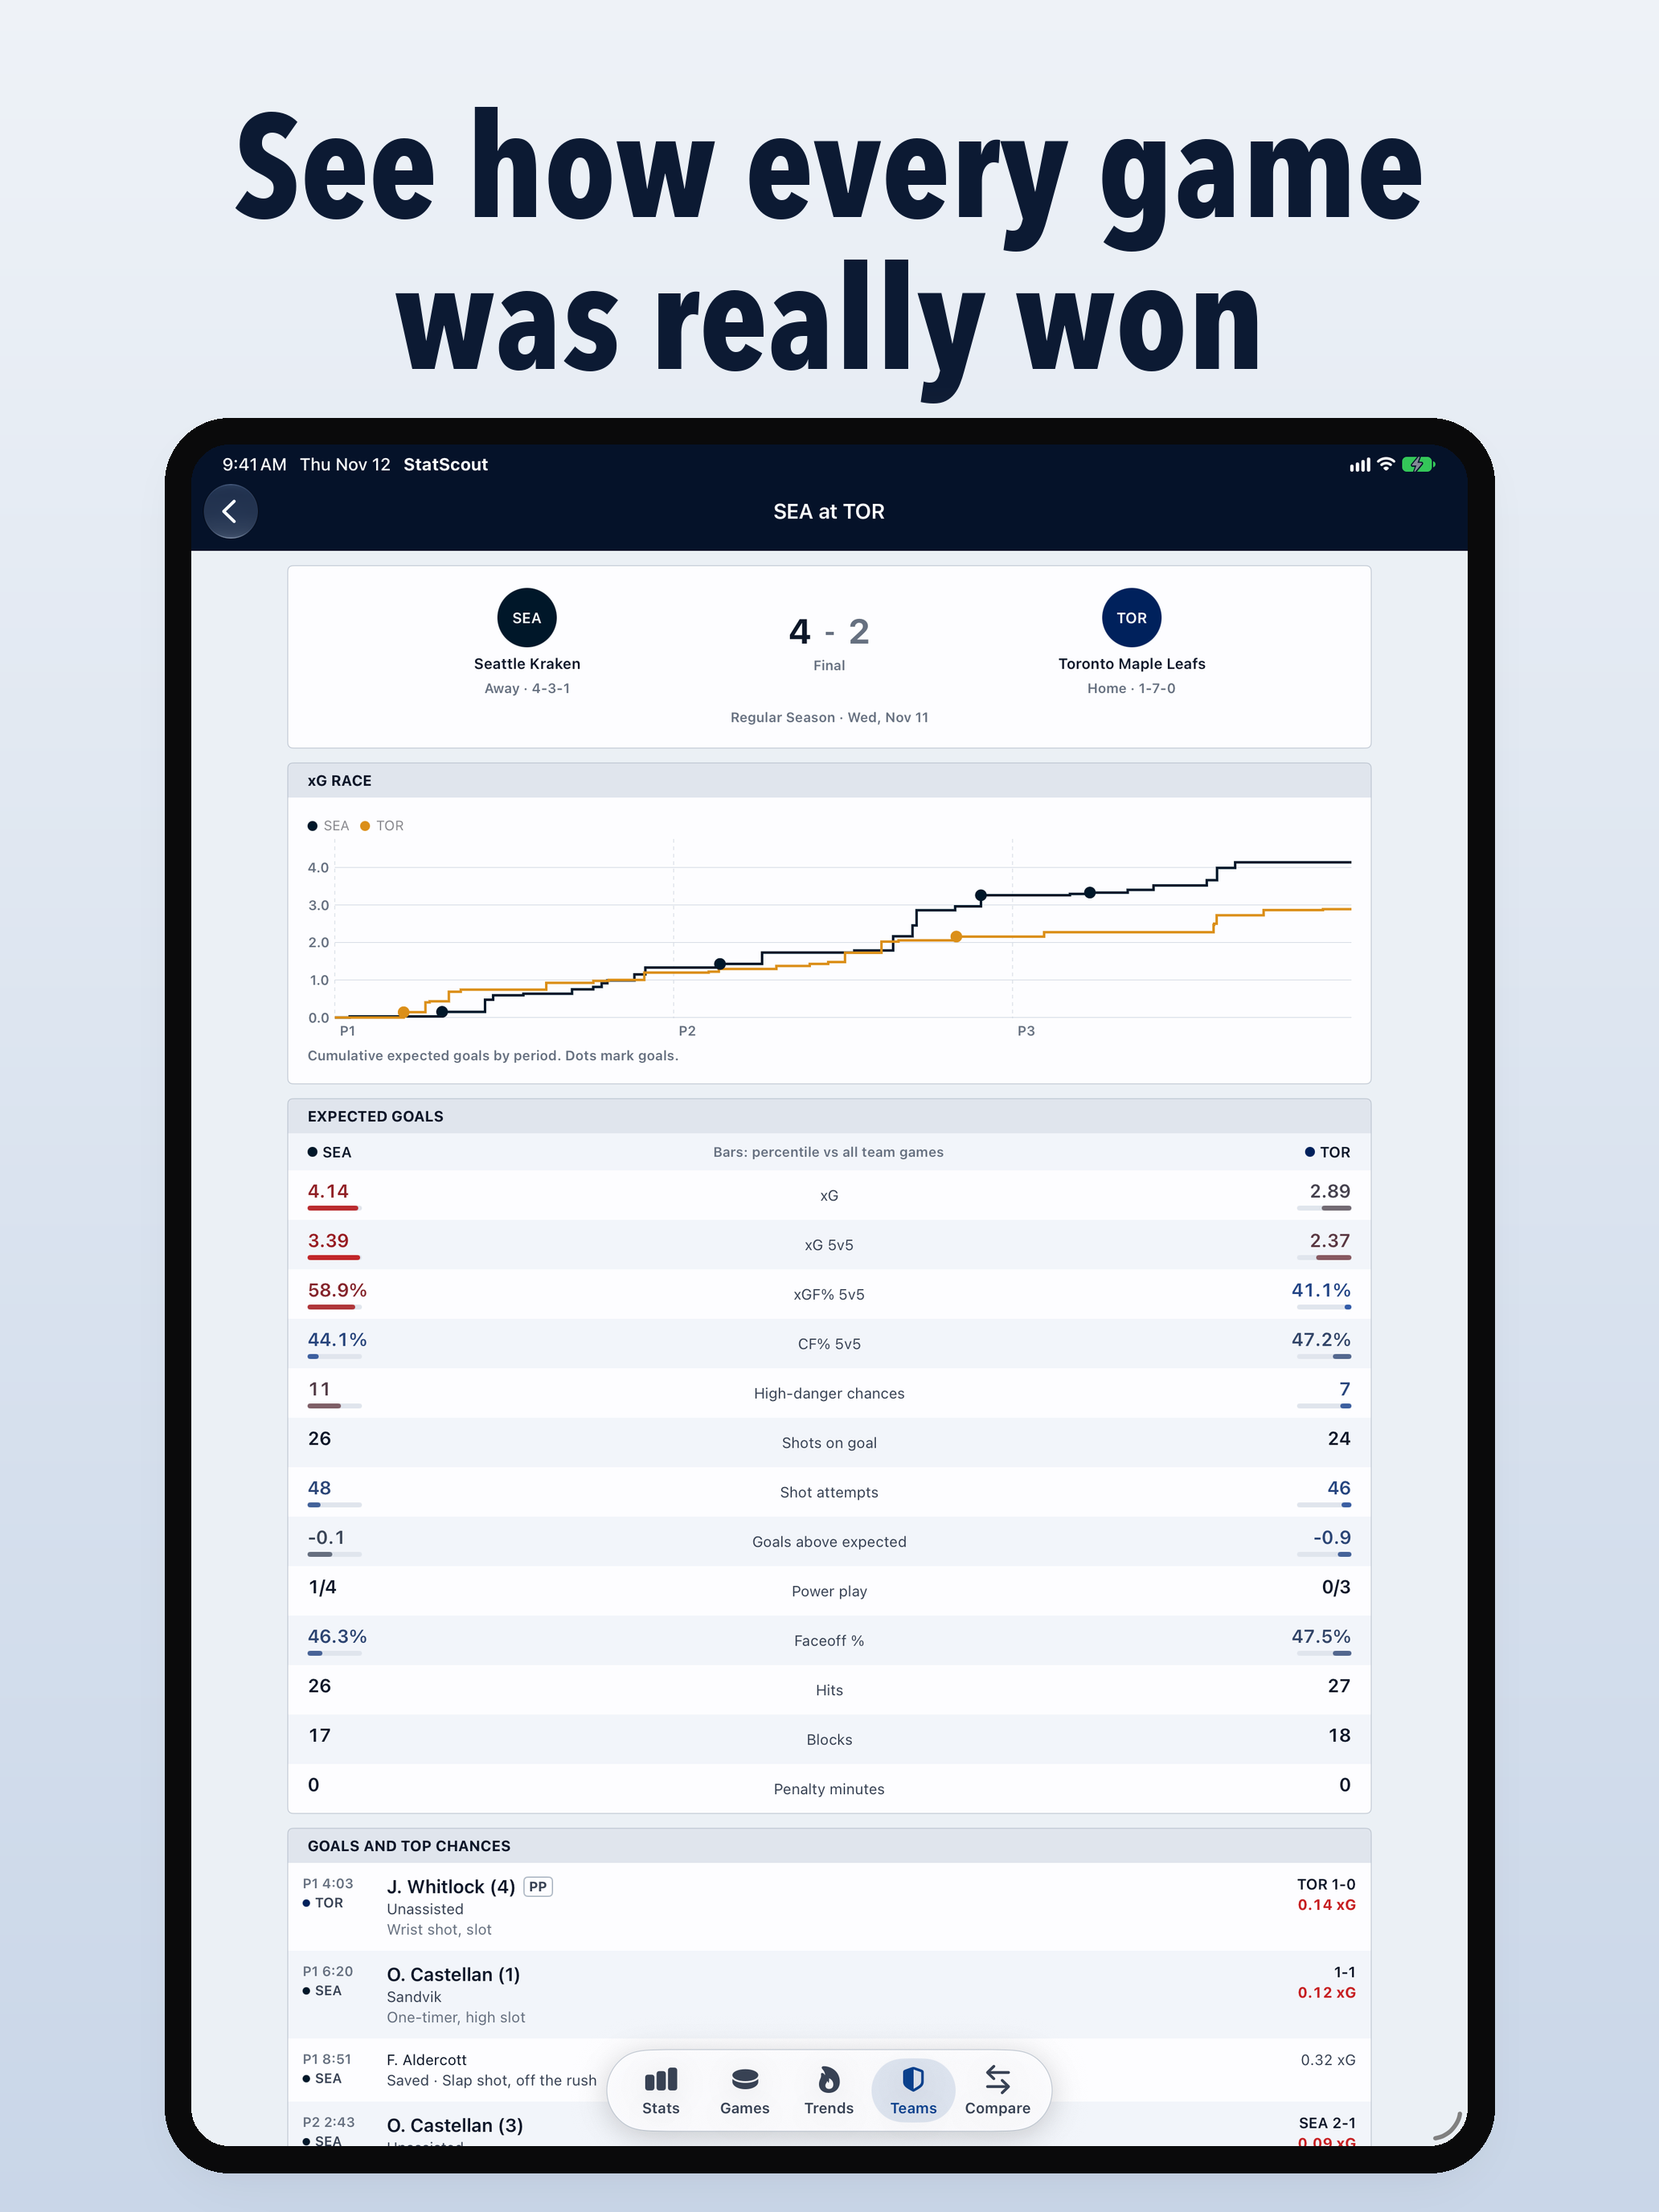 See how every game
was really won
9:41 AM Thu Nov 12 StatScout
SEA at TOR
SEA 4 - 2 TOR
Seattle Kraken Final Toronto Maple Leafs
Away · 4-3-1 Home · 1-7-0
Regular Season · Wed, Nov 11
xG RACE
SEA TOR
4.0
3.0
2.0
1.0
0.0
P1 P2 P3
Cumulative expected goals by period. Dots mark goals.
EXPECTED GOALS
SEA Bars: percentile vs all team games TOR
4.14 xG 2.89
3.39 xG 5v5 2.37
58.9% xGF% 5v5 41.1%
44.1% CF% 5v5 47.2%
11 High-danger chances 7
26 Shots on goal 24
48 Shot attempts 46
-0.1 Goals above expected -0.9
1/4 Power play 0/3
46.3% Faceoff % 47.5%
26 Hits 27
17 Blocks 18
0 Penalty minutes 0
GOALS AND TOP CHANCES
P1 4:03 J. Whitlock (4) PP TOR 1-0
TOR Unassisted 0.14 xG
Wrist shot, slot
P1 6:20 O. Castellan (1) 1-1
SEA Sandvik 0.12 xG
One-timer, high slot
P1 8:51 F. Aldercott 0.32 xG
SEA Saved · Slap shot, off the rush
P2 2:43 O. Castellan (3) SEA 2-1
SEA Unassisted 0.09 xG
Stats Games Trends Teams Compare